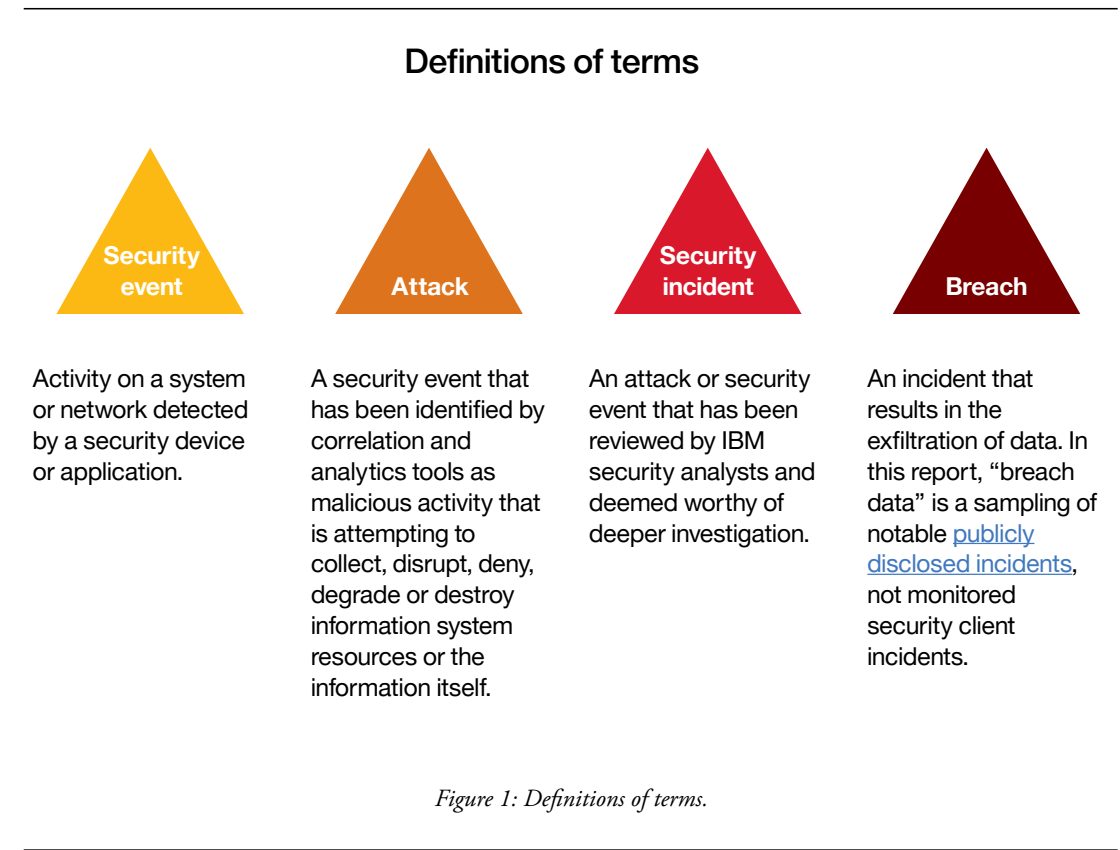 Definitions of terms
Security
event
Attack
Security
incident
Breach
Activity on a system
or network detected
by a security device
or application.
A security event that
has been identified by
correlation and
analytics tools as
malicious activity that
is attempting to
collect, disrupt, deny,
degrade or destroy
information system
resources or the
information itself.
An attack or security
event that has been
reviewed by IBM
security analysts and
deemed worthy of
deeper investigation.
An incident that
results in the
exfiltration of data. In
this report, “breach
data” is a sampling of
notable publicly
disclosed incidents,
not monitored
security client
incidents.
Figure 1: Definitions of terms.